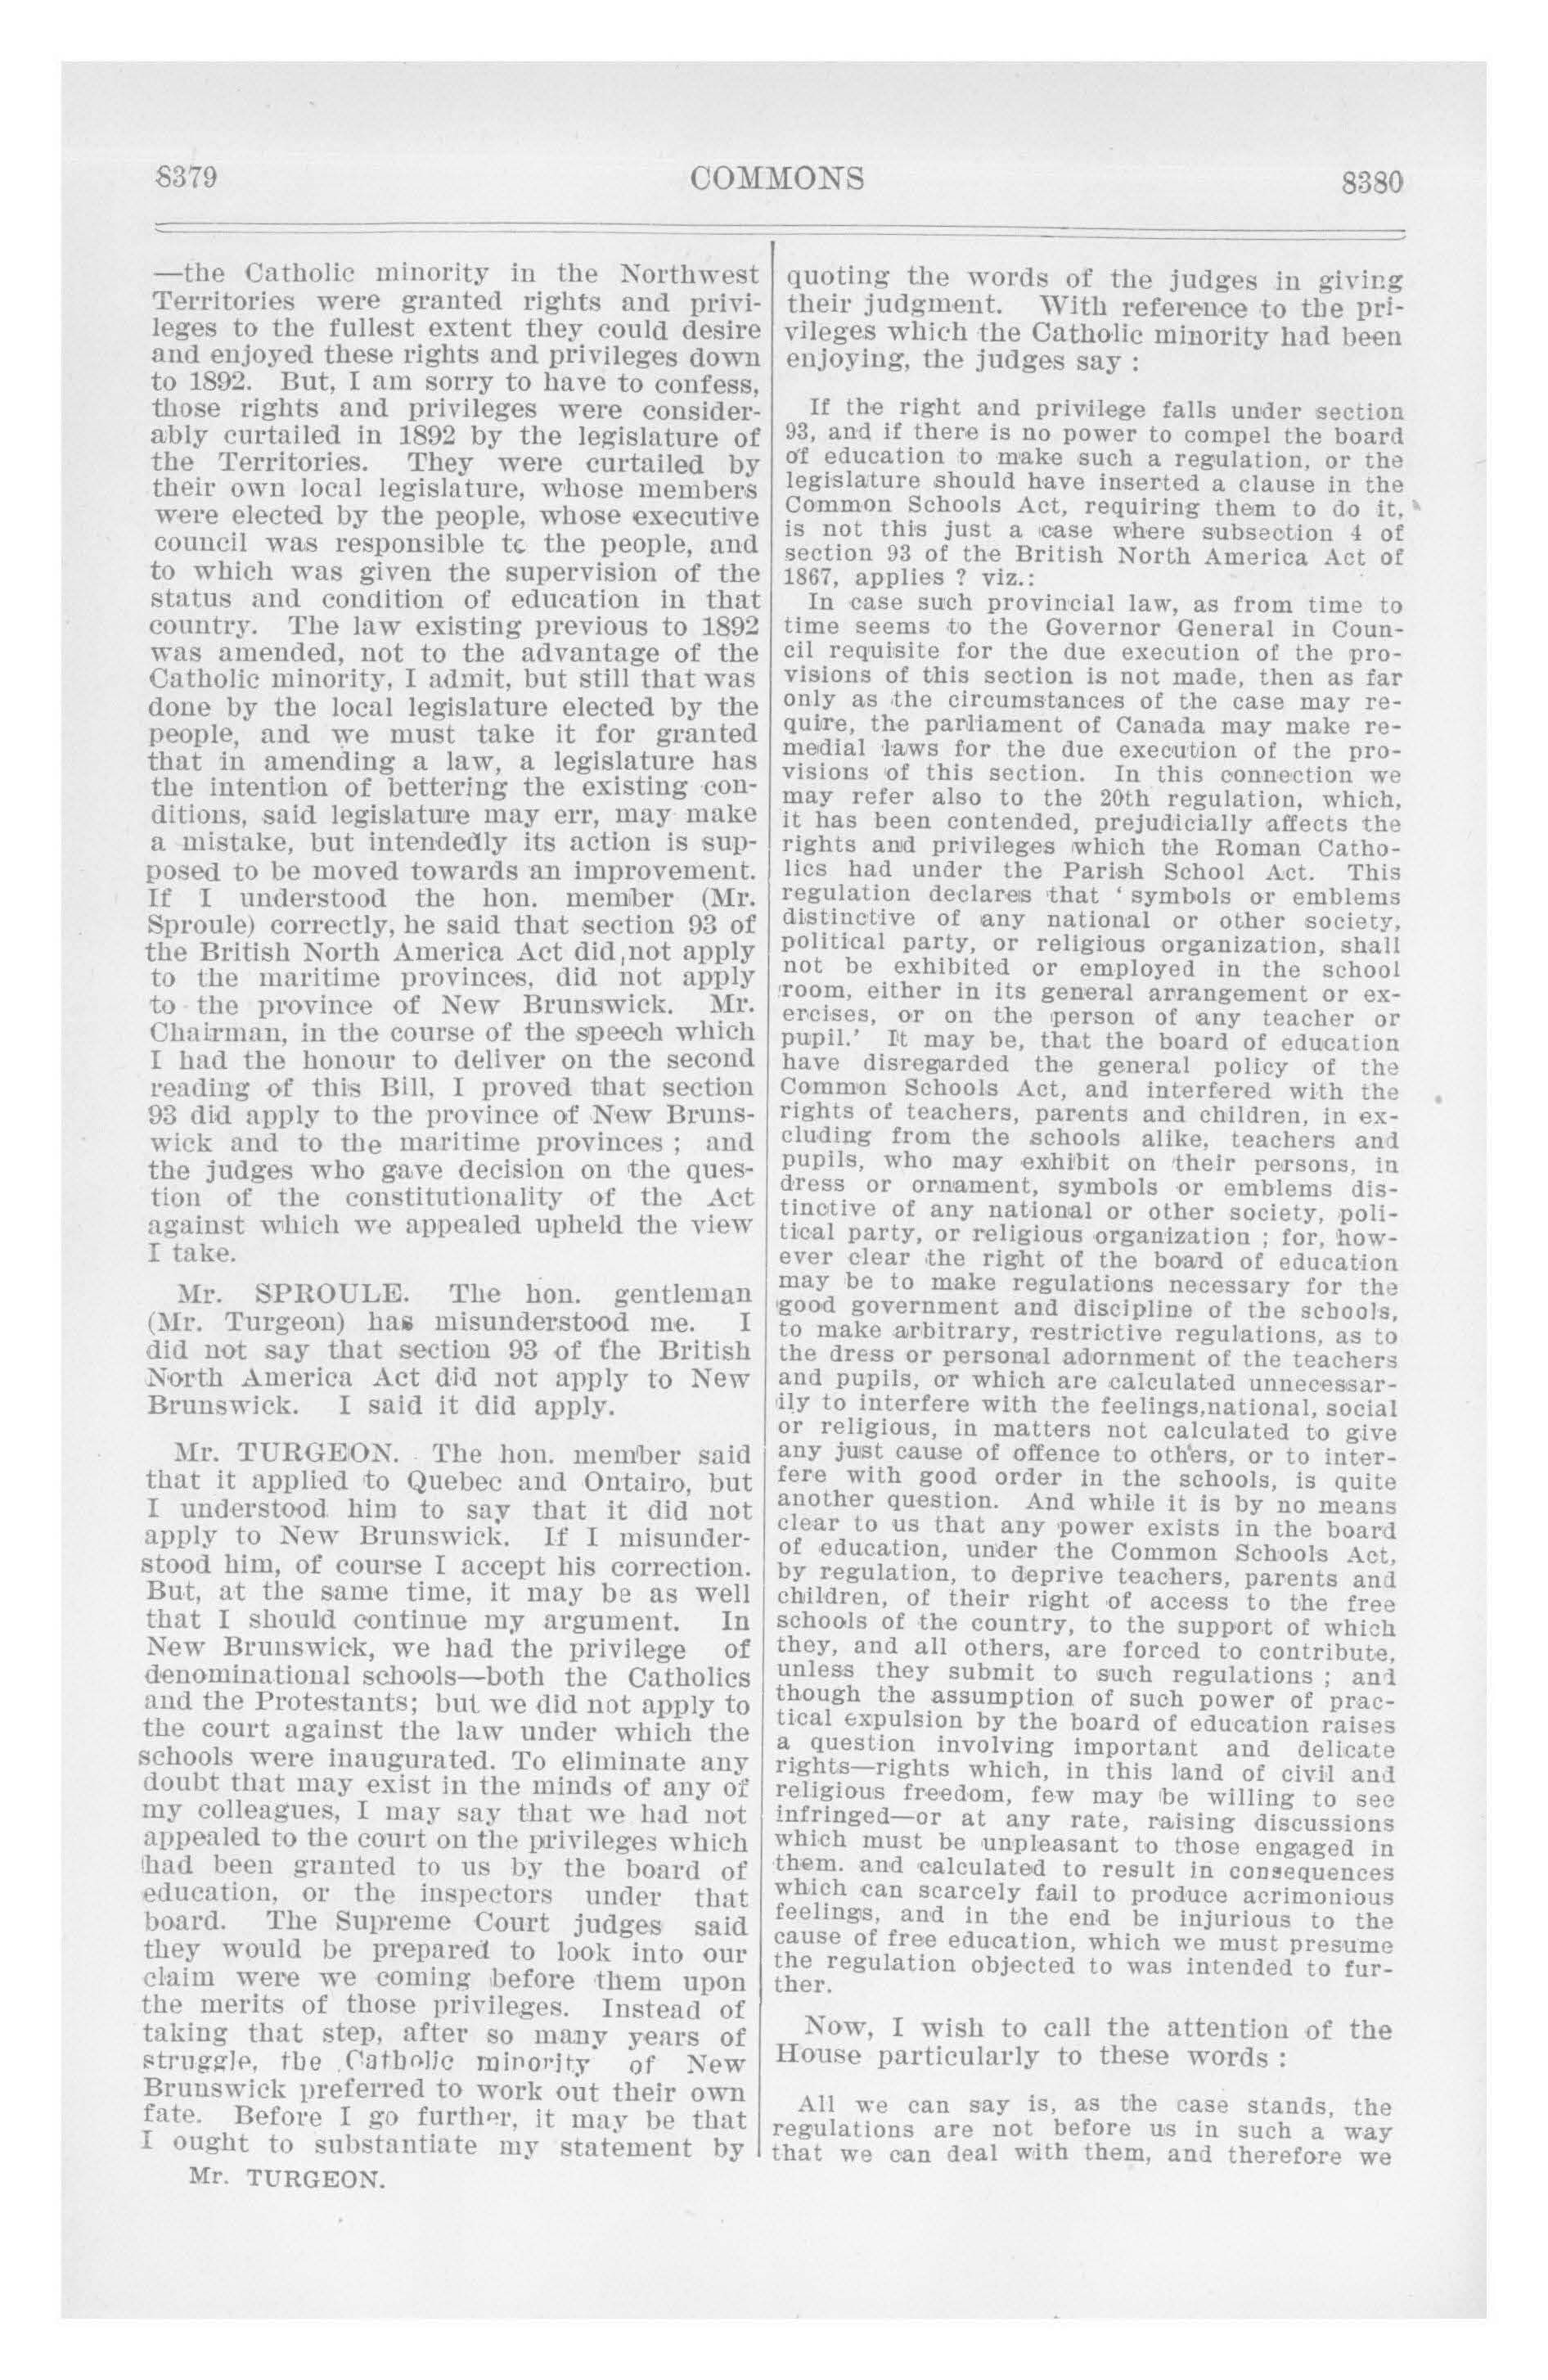 8379 COMMONS 8380
—the Catholic minority in the Northwest
Territories were granted rights and privi-
leges to the fullest extent they could desire
and enjoyed these rights and privileges down
to 1892. But, I am sorry to have to confess,
those rights and privileges were consider-
ably curtailed in 1892 by the legislature of
the Territories. They were curtailed by
their own local legislature, whose members
were elected by the people, whose executive
council was responsible to the people, and
to which was given the supervision of the
status and condition of education in that
country. The law existing previous to 1892
was amended, not to the advantage of the
Catholic minority, I admit, but still that was
done by the local legislature elected by the
people, and we must take it for granted
that in amending a law, a legislature has
the intention of bettering the existing con-
ditions, said legislature may err, may make
a mistake, but intendedly its action is sup-
posed to be moved towards an improvement.
If I understood the hon. member (Mr.
Sproule) correctly, he said that section 93 of
the British North America Act did not apply
to the maritime provinces, did not apply
to the province of New Brunswick. Mr.
Chairman, in the course of the speech which
I had the honour to deliver on the second
reading of this Bill, I proved that section
93 did apply to the province of New Bruns-
wick and to the maritime provinces ; and
the judges who gave decision on the ques-
tion of the constitutionality of the Act
against which we appealed upheld the view
I take.
Mr. SPROULE. The hon. gentleman
(Mr. Turgeon) has misunderstood me. I
did not say that section 93 of the British
North America Act did not apply to New
Brunswick. I said it did apply.
Mr. TURGEON. The hon. member said
that it applied to Quebec and Ontairo, but
I understood him to say that it did not
apply to New Brunswick. If I misunder-
stood him, of course I accept his correction.
But, at the same time, it may be as well
that I should continue my argument. In
New Brunswick, we had the privilege of
denominational schools—both the Catholics
and the Protestants; but we did not apply to
the court against the law under which the
schools were inaugurated. To eliminate any
doubt that may exist in the minds of any of
my colleagues, I may say that we had not
appealed to the court on the privileges which
had been granted to us by the board of
education, or the inspectors under that
board. The Supreme Court judges said
they would be prepared to look into our
claim were we coming before them upon
the merits of those privileges. Instead of
taking that step, after so many years of
struggle, the Catholic minority of New
Brunswick preferred to work out their own
fate. Before I go further, it may be that
I ought to substantiate my statement by
Mr. TURGEON.
quoting the words of the judges in giving
their judgment. With reference to the pri-
vileges which the Catholic minority had been
enjoying, the judges say :
If the right and privilege falls under section
93, and if there is no power to compel the board
of education to make such a regulation, or the
legislature should have inserted a clause in the
Common Schools Act, requiring them to do it,
is not this just a case where subsection 4 of
section 93 of the British North America Act of
1867, applies ? viz.:
In case such provincial law, as from time to
time seems to the Governor General in Coun-
cil requisite for the due execution of the pro-
visions of this section is not made, then as far
only as the circumstances of the case may re-
quire, the parliament of Canada may make re-
medial laws for the due execution of the pro-
visions of this section. In this connection we
may refer also to the 20th regulation, which,
it has been contended, prejudicially affects the
rights and privileges which the Roman Catho-
lics had under the Parish School Act. This
regulation declares that ‘ symbols or emblems
distinctive of any national or other society,
political party, or religious organization, shall
not be exhibited or employed in the school
room, either in its general arrangement or ex-
ercises, or on the person of any teacher or
pupil.’ It may be, that the board of education
have disregarded the general policy of the
Common Schools Act, and interfered with the
rights of teachers, parents and children, in ex-
cluding from the schools alike, teachers and
pupils, who may exhibit on their persons, in
dress or ornament, symbols or emblems dis-
tinctive of any national or other society, poli-
tical party, or religious organization ; for, how-
ever clear the right of the board of education
may be to make regulations necessary for the
good government and discipline of the schools,
to make arbitrary, restrictive regulations, as to
the dress or personal adornment of the teachers
and pupils, or which are calculated unnecessar-
ily to interfere with the feelings,national, social
or religious, in matters not calculated to give
any just cause of offence to others, or to inter-
fere with good order in the schools, is quite
another question. And while it is by no means
clear to us that any power exists in the board
of education, under the Common Schools Act,
by regulation, to deprive teachers, parents and
children, of their right of access to the free
schools of the country, to the support of which
they, and all others, are forced to contribute,
unless they submit to such regulations ; and
though the assumption of such power of prac-
tical expulsion by the board of education raises
a question involving important and delicate
rights—rights which, in this land of civil and
religious freedom, few may be willing to see
infringed—or at any rate, raising discussions
which must be unpleasant to those engaged in
them. and calculated to result in consequences
which can scarcely fail to produce acrimonious
feelings, and in the end be injurious to the
cause of free education, which we must presume
the regulation objected to was intended to fur-
ther.
Now, I wish to call the attention of the
House particularly to these words :
All we can say is, as the case stands, the
regulations are not before us in such a way
that we can deal with them, and therefore we